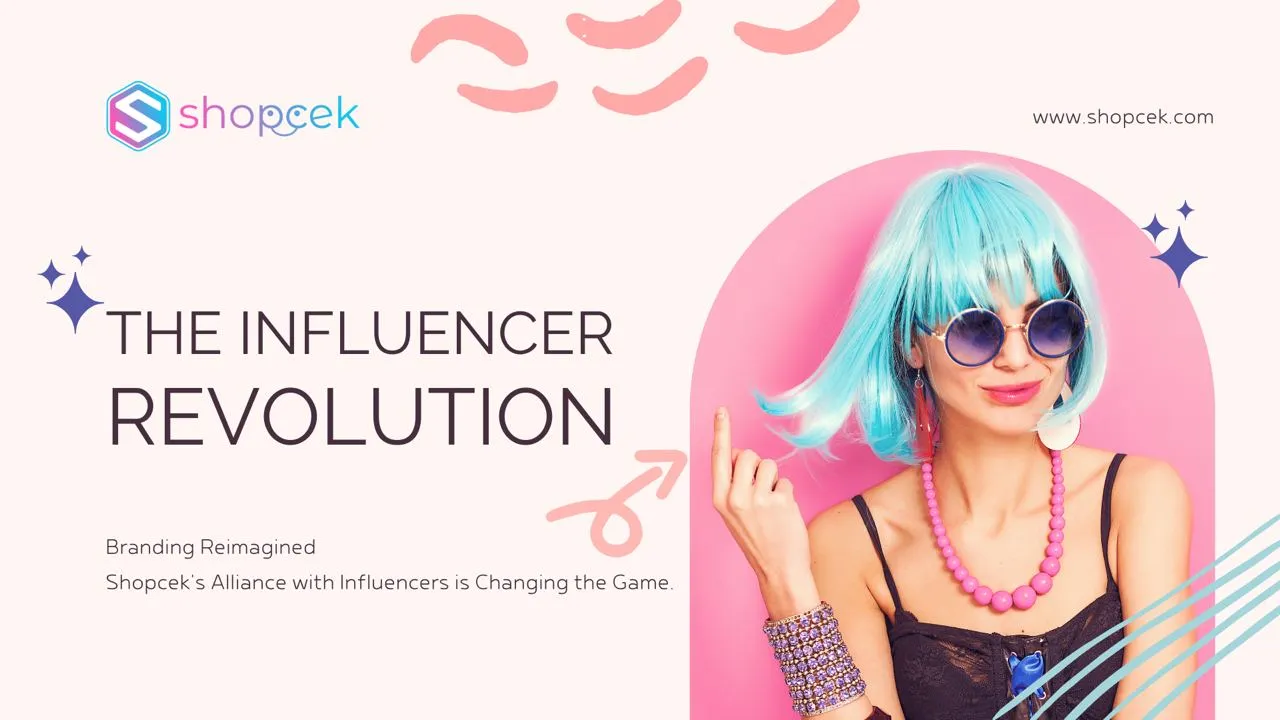 shopcek
www.shopcek.com
THE INFLUENCER
REVOLUTION
Branding Reimagined
Shopcek's Alliance with Influencers is Changing the Game.